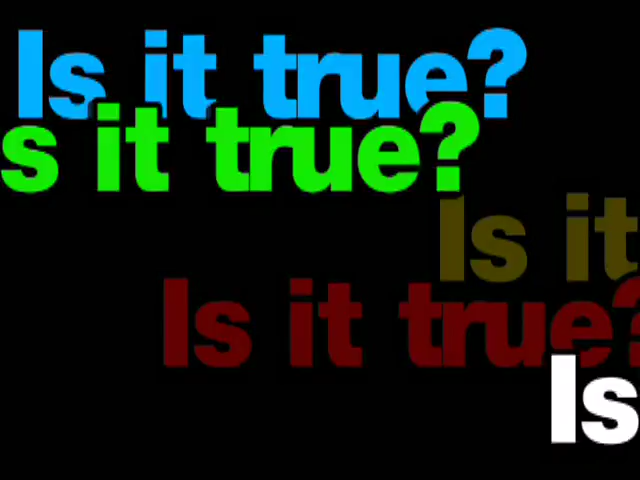 Is it true?
s it true?
Is it
Is it true?
Is